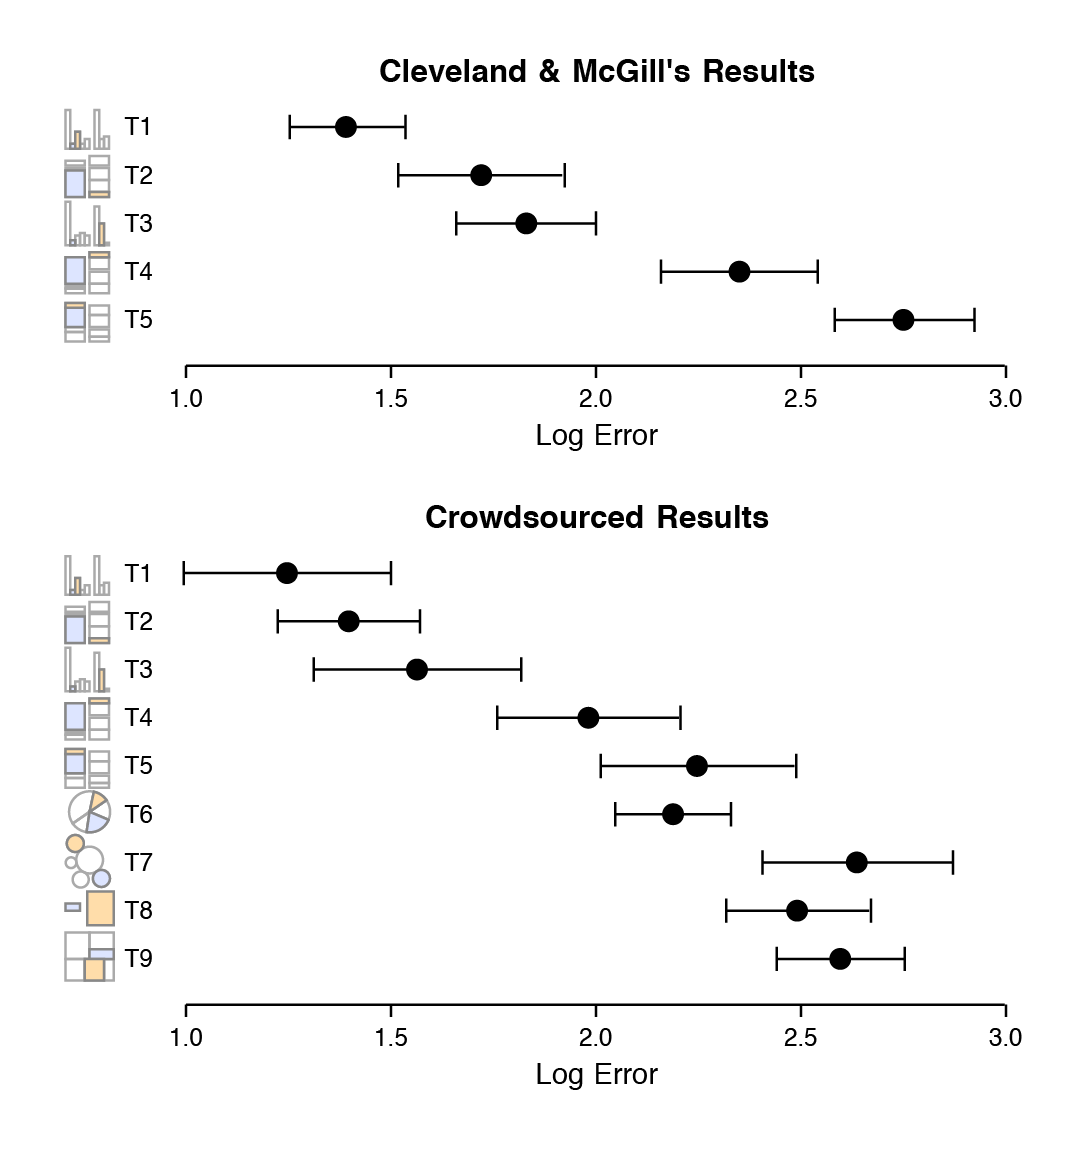 Cleveland & McGill's Results
T1
T2
T3
T4
T5
1.0 1.5 2.0 2.5 3.0
Log Error
Crowdsourced Results
T1
T2
T3
T4
T5
T6
T7
T8
T9
1.0 1.5 2.0 2.5 3.0
Log Error